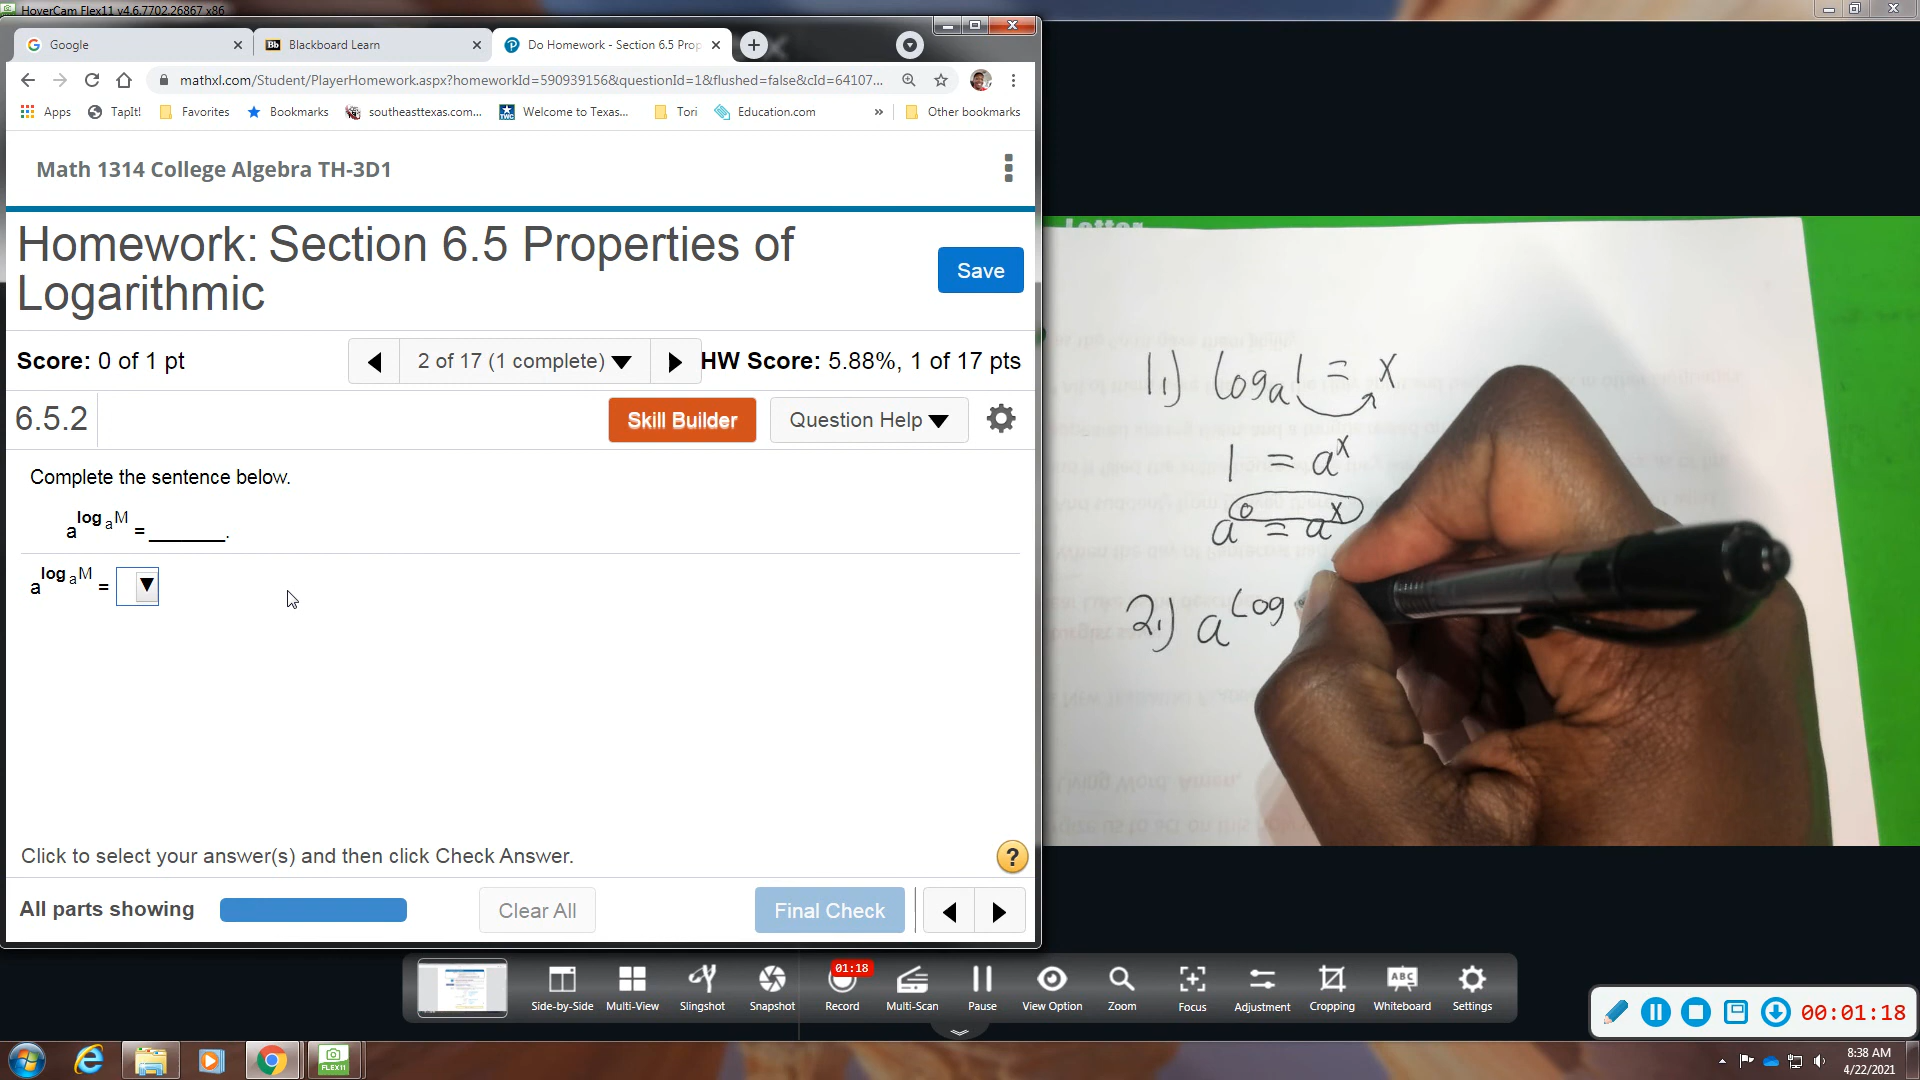 HoverCam Flex11 v4.6.7702.26867 x86
Google
Blackboard Learn
Do Homework - Section 6.5 Prop
mathxl.com/Student/PlayerHomework.aspx?homeworkId=590939156&questionId=1&flushed=false&cId=64107...
Apps TapIt! Favorites Bookmarks southeasttexas.com... Welcome to Texas... Tori Education.com » Other bookmarks
Math 1314 College Algebra TH-3D1
Homework: Section 6.5 Properties of
Logarithmic
Save
Score: 0 of 1 pt
2 of 17 (1 complete)
HW Score: 5.88%, 1 of 17 pts
6.5.2
Skill Builder
Question Help
Complete the sentence below.
a^log_a M = _______.
a^log_a M =
Click to select your answer(s) and then click Check Answer.
?
All parts showing
Clear All
Final Check
Letter
1.) log_a 1 = x
1 = a^x
a^0 = a^x
2.) a^log
01:18
Side-by-Side Multi-View Slingshot Snapshot Record Multi-Scan Pause View Option Zoom Focus Adjustment Cropping Whiteboard Settings
ABC
00:01:18
FLEX11
8:38 AM
4/22/2021